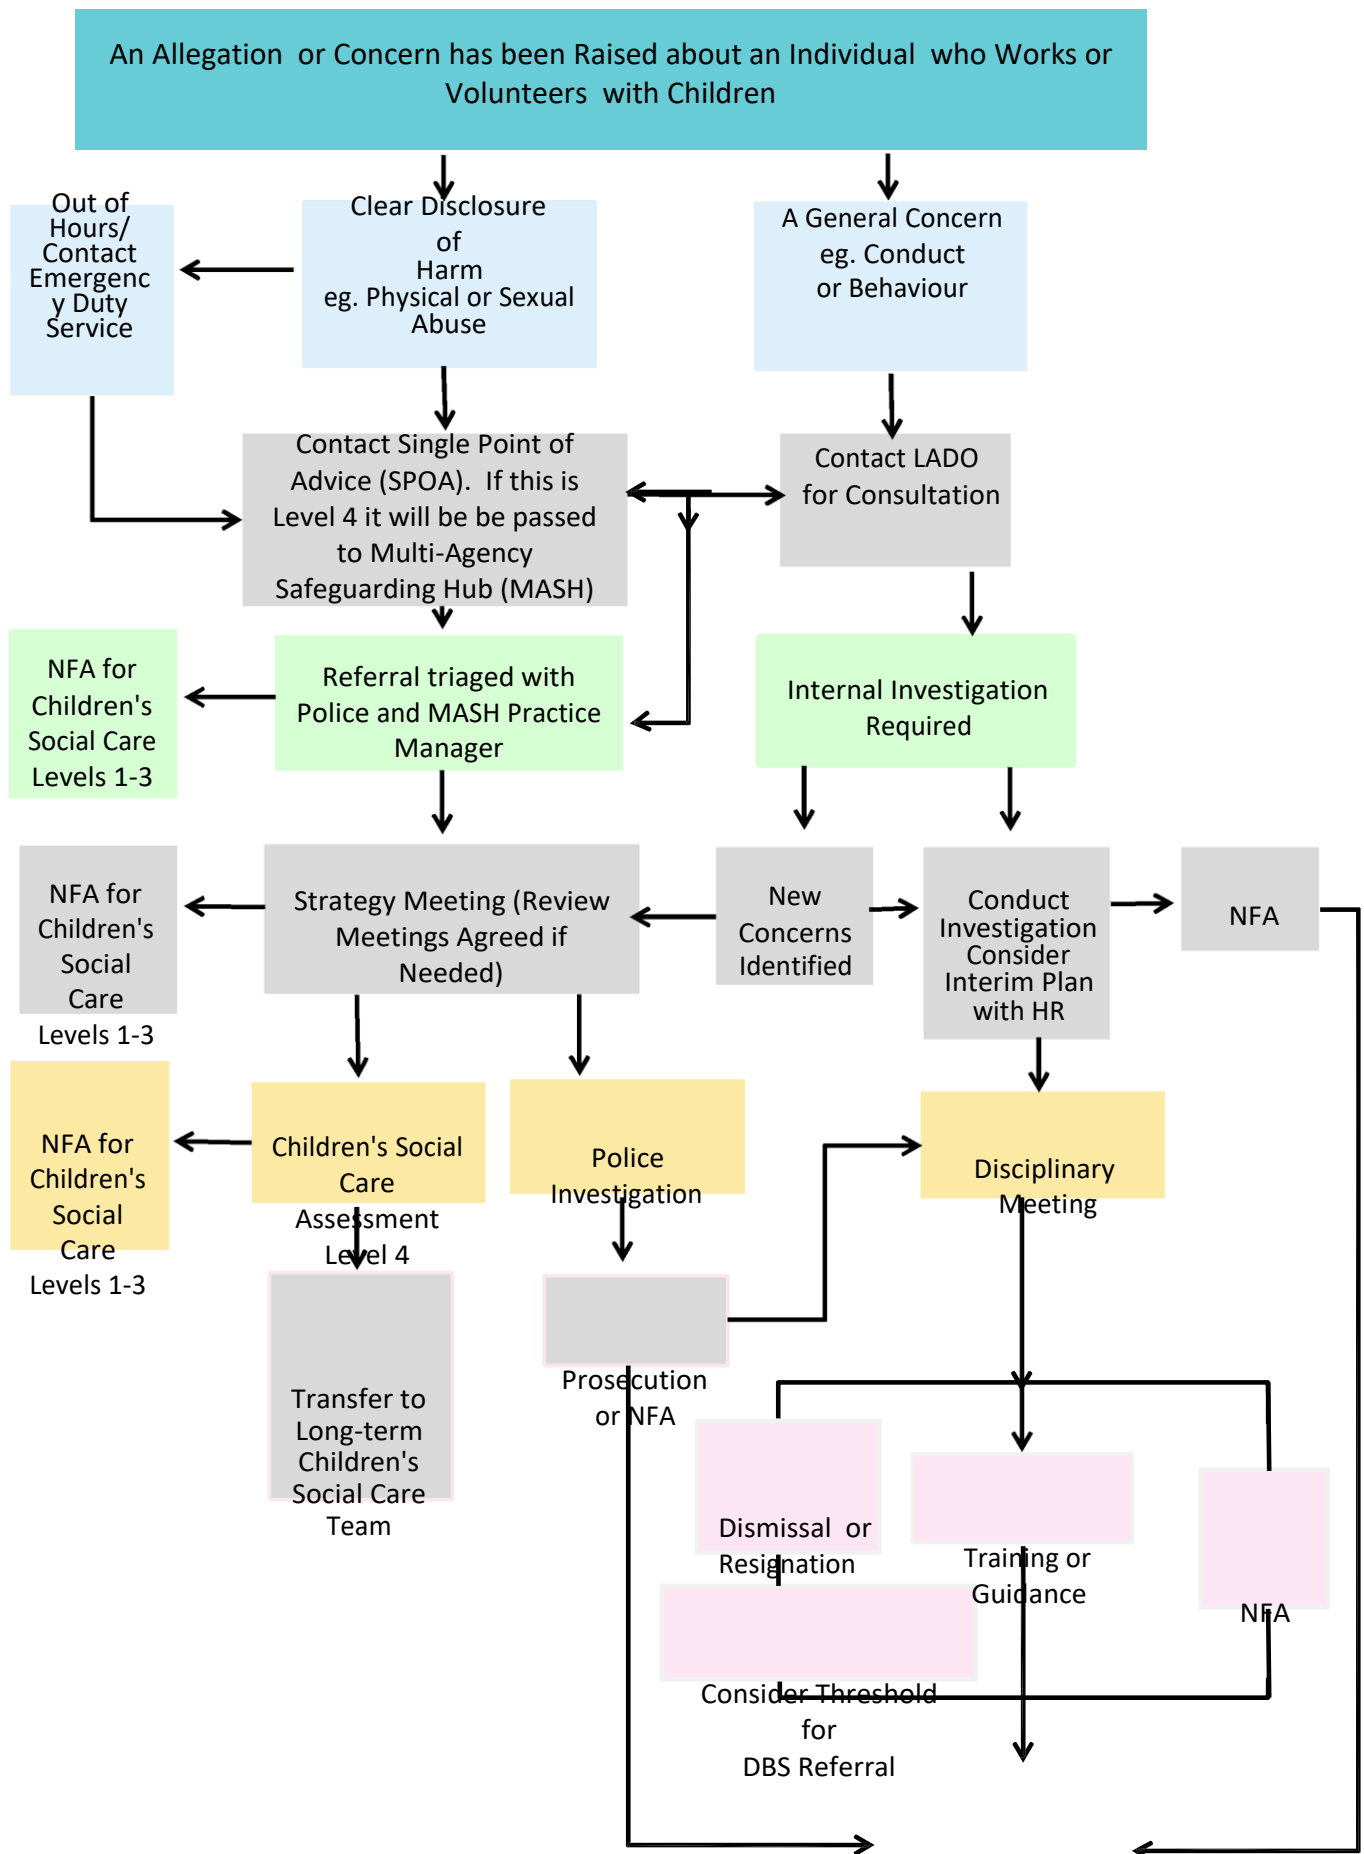 An Allegation or Concern has been Raised about an Individual who Works or
Volunteers with Children
Out of
Hours/
Contact
Emergenc
y Duty
Service
Clear Disclosure
of
Harm
eg. Physical or Sexual
Abuse
A General Concern
eg. Conduct
or Behaviour
Contact Single Point of
Advice (SPOA). If this is
Level 4 it will be be passed
to Multi-Agency
Safeguarding Hub (MASH)
Contact LADO
for Consultation
NFA for
Children's
Social Care
Levels 1-3
Referral triaged with
Police and MASH Practice
Manager
Internal Investigation
Required
NFA for
Children's
Social
Care
Levels 1-3
Strategy Meeting (Review
Meetings Agreed if
Needed)
New
Concerns
Identified
Conduct
Investigation
Consider
Interim Plan
with HR
NFA
NFA for
Children's
Social
Care
Levels 1-3
Children's Social
Care
Assessment
Level 4
Police
Investigation
Disciplinary
Meeting
Transfer to
Long-term
Children's
Social Care
Team
Prosecution
or NFA
Dismissal or
Resignation
Training or
Guidance
NFA
Consider Threshold
for
DBS Referral